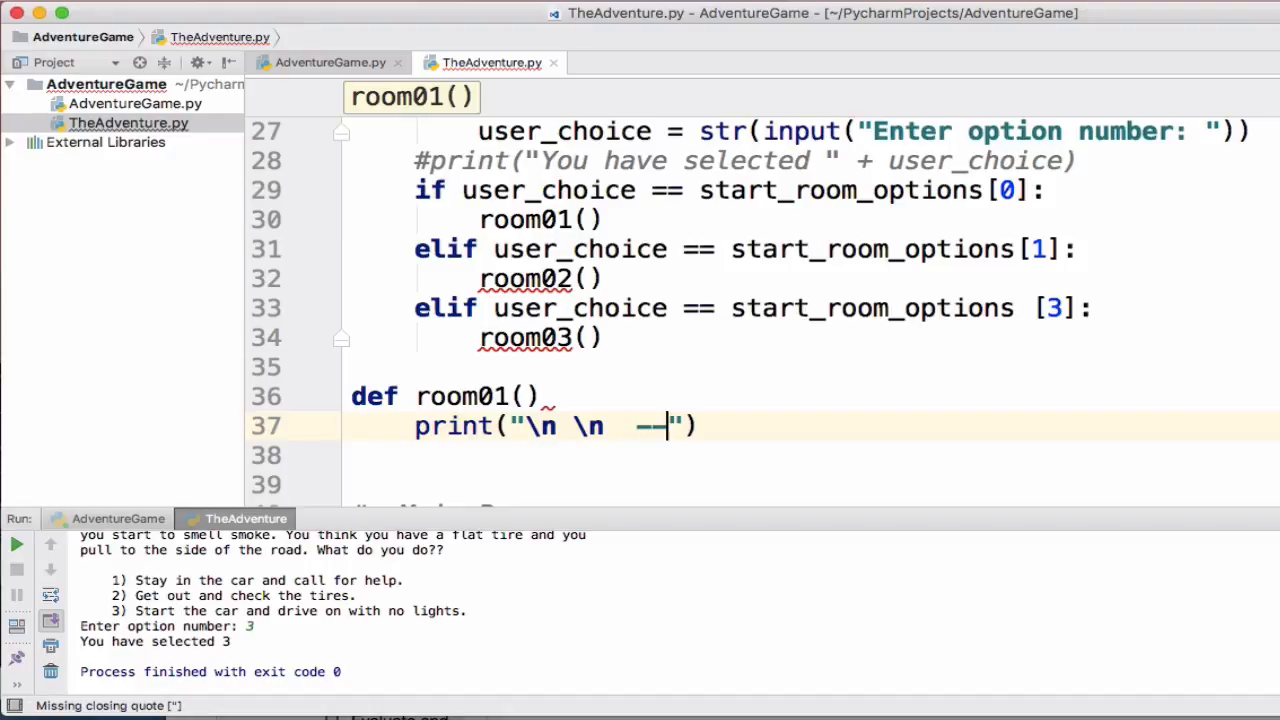 TheAdventure.py - AdventureGame - [~/PycharmProjects/AdventureGame]
AdventureGame TheAdventure.py
Project AdventureGame.py × TheAdventure.py ×
AdventureGame ~/Pycharm
AdventureGame.py
TheAdventure.py
External Libraries
room01()
27 user_choice = str(input("Enter option number: "))
28 #print("You have selected " + user_choice)
29 if user_choice == start_room_options[0]:
30 room01()
31 elif user_choice == start_room_options[1]:
32 room02()
33 elif user_choice == start_room_options [3]:
34 room03()
35
36 def room01()
37 print("\n \n  --")
38
39
Run: AdventureGame TheAdventure
you start to smell smoke. You think you have a flat tire and you
pull to the side of the road. What do you do??
1) Stay in the car and call for help.
2) Get out and check the tires.
3) Start the car and drive on with no lights.
Enter option number: 3
You have selected 3
Process finished with exit code 0
Missing closing quote ["]